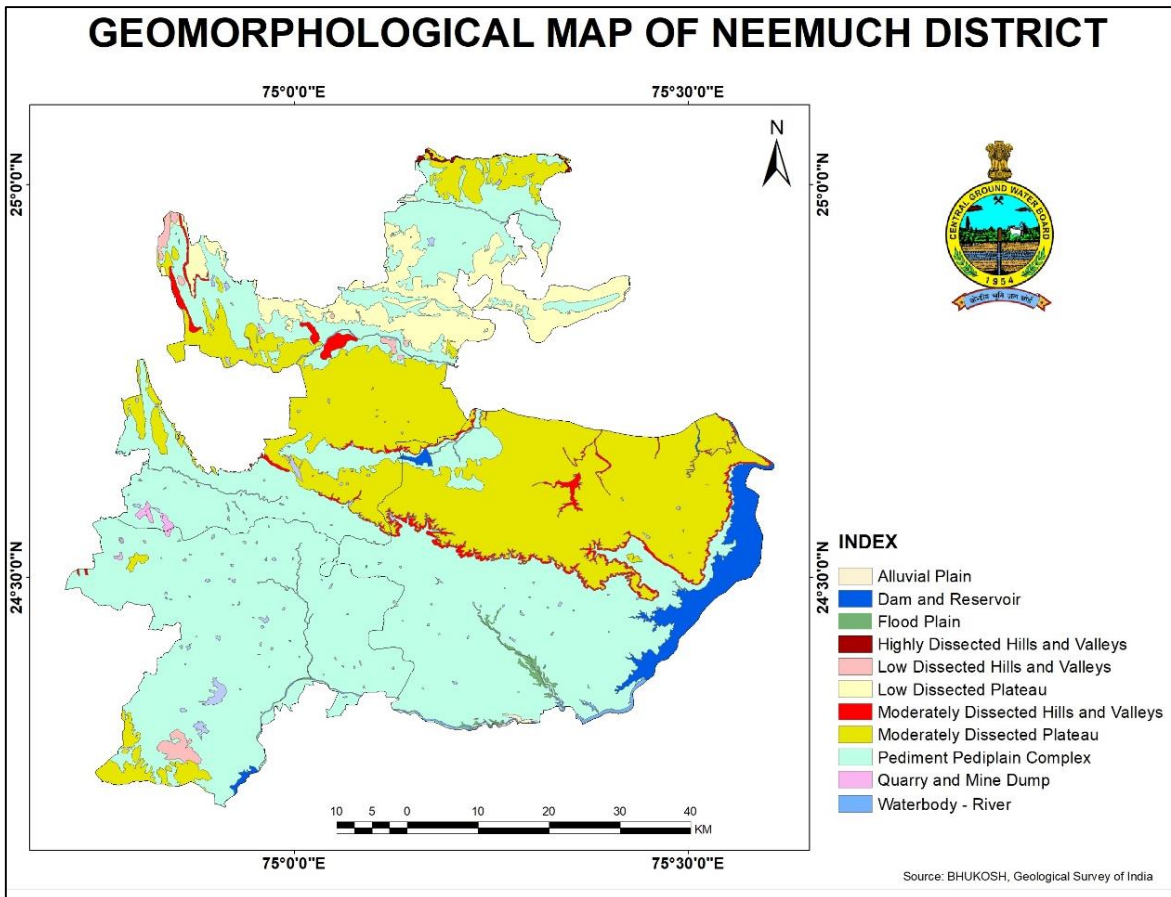 GEOMORPHOLOGICAL MAP OF NEEMUCH DISTRICT
75°0'0"E
75°30'0"E
N
25°0'0"N
25°0'0"N
CENTRAL GROUND WATER BOARD
1954
24°30'0"N
24°30'0"N
INDEX
Alluvial Plain
Dam and Reservoir
Flood Plain
Highly Dissected Hills and Valleys
Low Dissected Hills and Valleys
Low Dissected Plateau
Moderately Dissected Hills and Valleys
Moderately Dissected Plateau
Pediment Pediplain Complex
Quarry and Mine Dump
Waterbody - River
10 5 0 10 20 30 40
KM
75°0'0"E
75°30'0"E
Source: BHUKOSH, Geological Survey of India